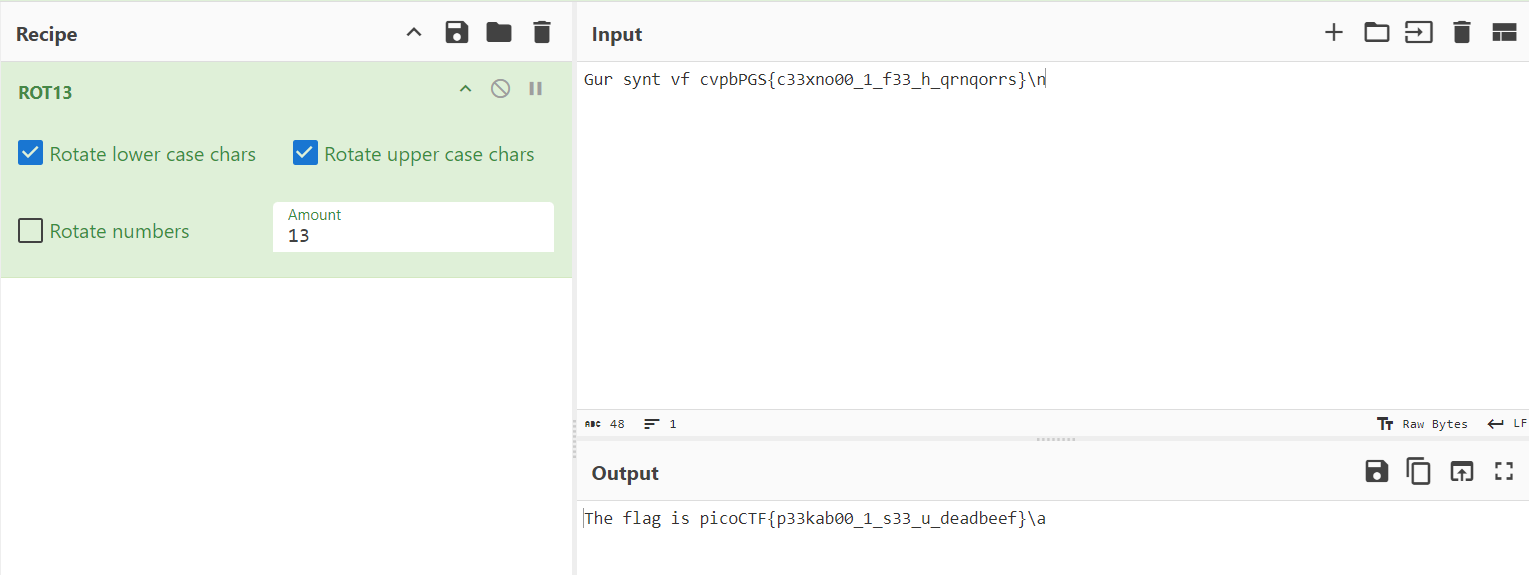 Recipe
ROT13
Rotate lower case chars
Rotate upper case chars
Rotate numbers
Amount
13
Input
Gur synt vf cvpbPGS{c33xno00_1_f33_h_qrnqorrs}\n
ABC 48
1
Tт Raw Bytes
LF
Output
The flag is picoCTF{p33kab00_1_s33_u_deadbeef}\a